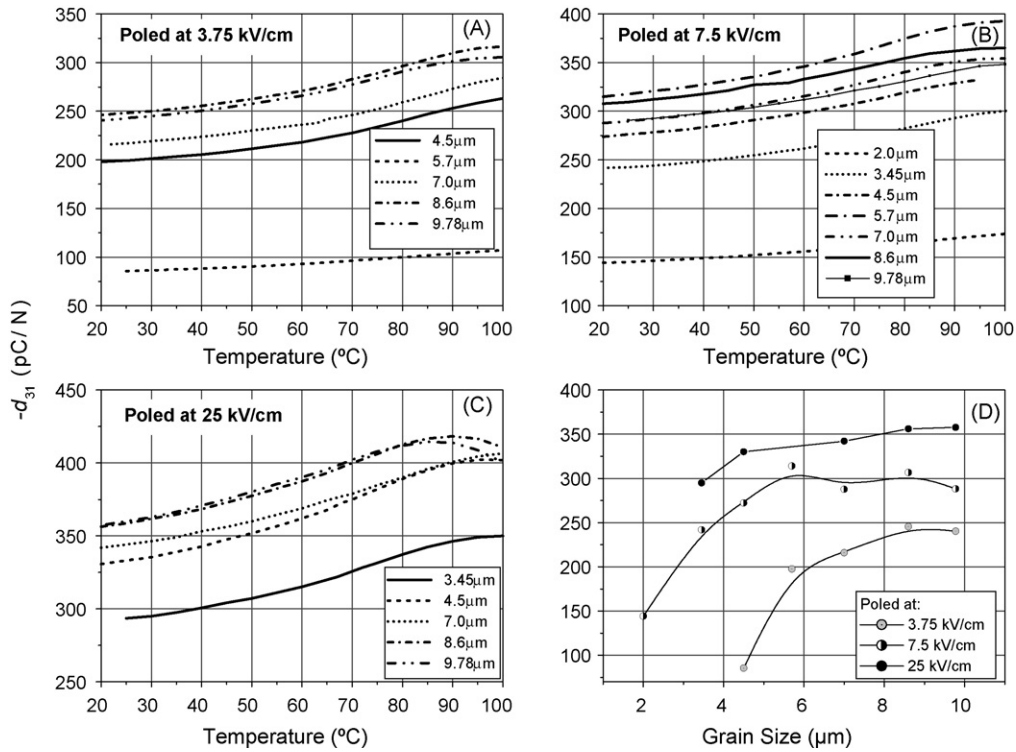 -d31 (pC/ N)
(A)
Poled at 3.75 kV/cm
350
300
250
200
150
100
50
4.5μm
5.7μm
7.0μm
8.6μm
9.78μm
20 30 40 50 60 70 80 90 100
Temperature (ºC)
(B)
Poled at 7.5 kV/cm
400
350
300
250
200
150
100
2.0μm
3.45μm
4.5μm
5.7μm
7.0μm
8.6μm
9.78μm
20 30 40 50 60 70 80 90 100
Temperature (ºC)
(C)
Poled at 25 kV/cm
450
400
350
300
250
3.45μm
4.5μm
7.0μm
8.6μm
9.78μm
20 30 40 50 60 70 80 90 100
Temperature (ºC)
(D)
400
350
300
250
200
150
100
Poled at:
3.75 kV/cm
7.5 kV/cm
25 kV/cm
2 4 6 8 10
Grain Size (μm)